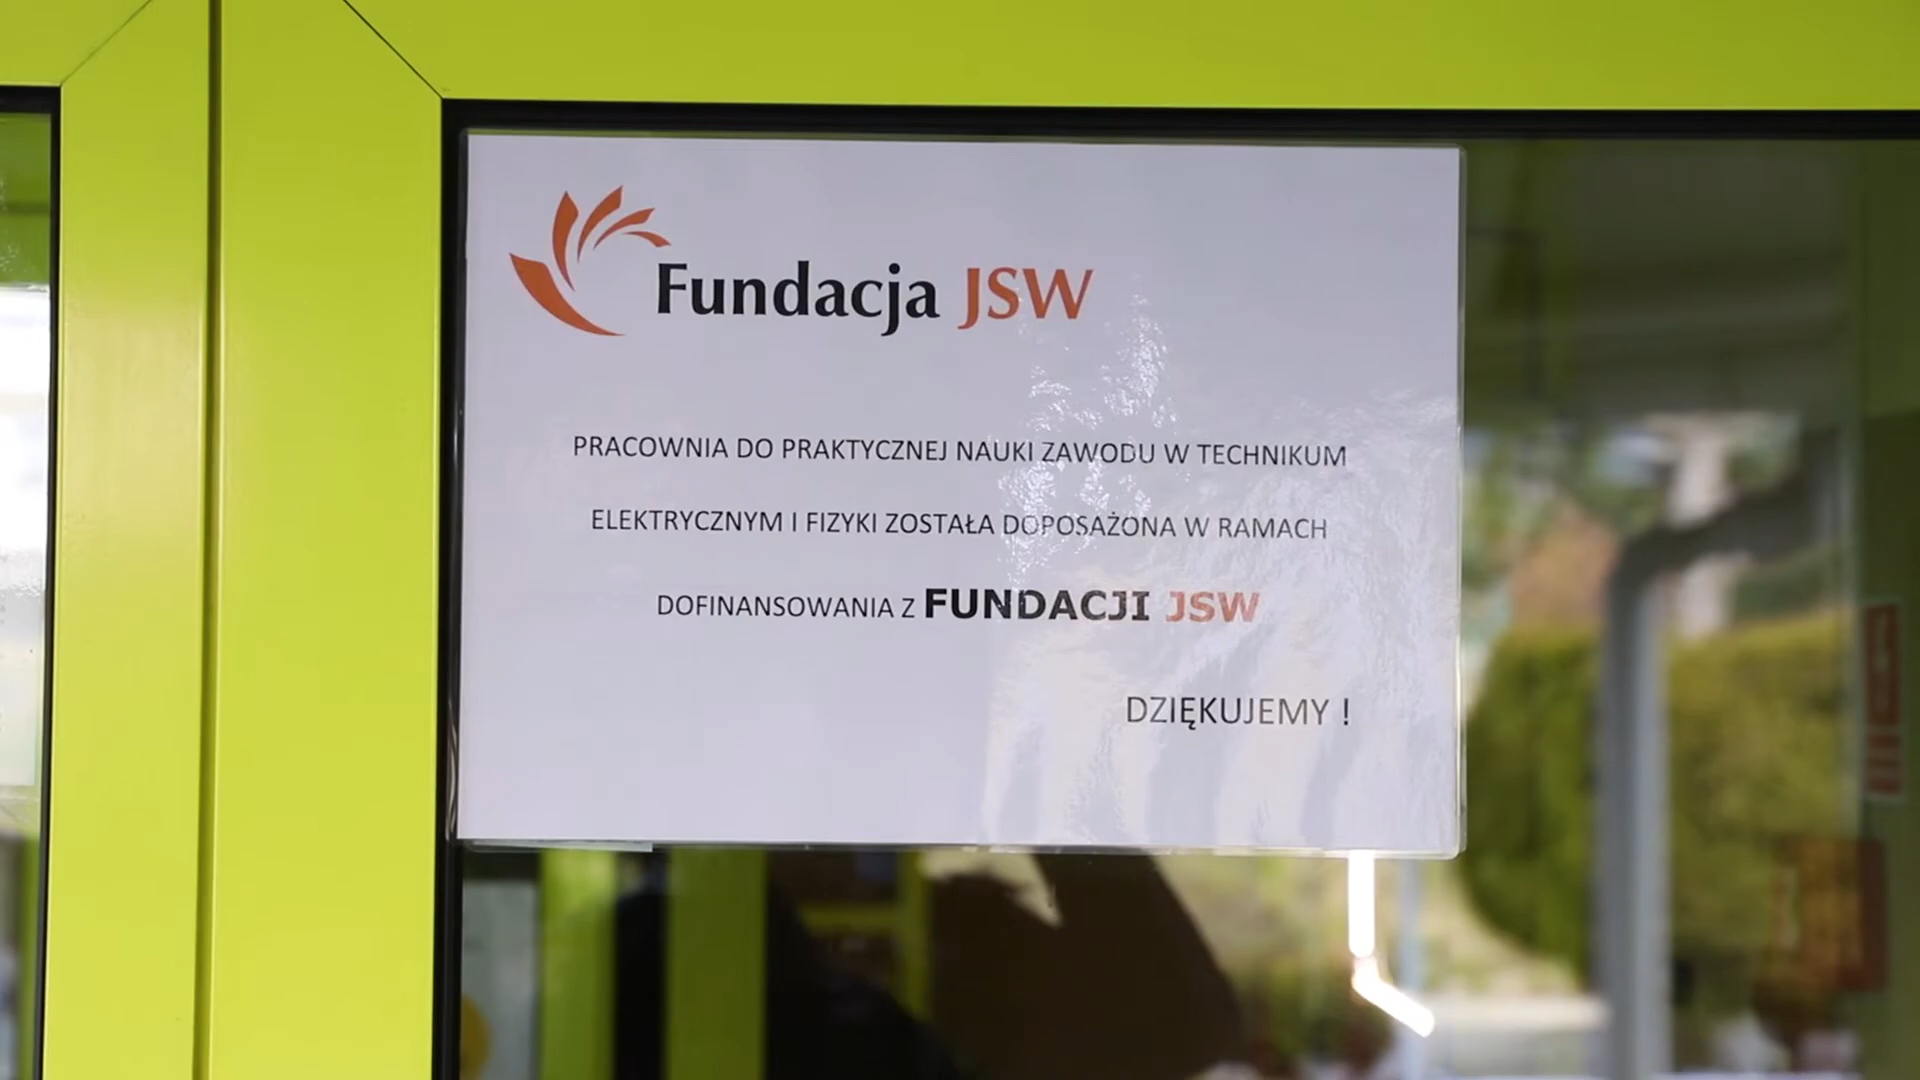 Fundacja JSW
PRACOWNIA DO PRAKTYCZNEJ NAUKI ZAWODU W TECHNIKUM
ELEKTRYCZNYM I FIZYKI ZOSTAŁA DOPOSAŻONA W RAMACH
DOFINANSOWANIA Z FUNDACJI JSW
DZIĘKUJEMY !